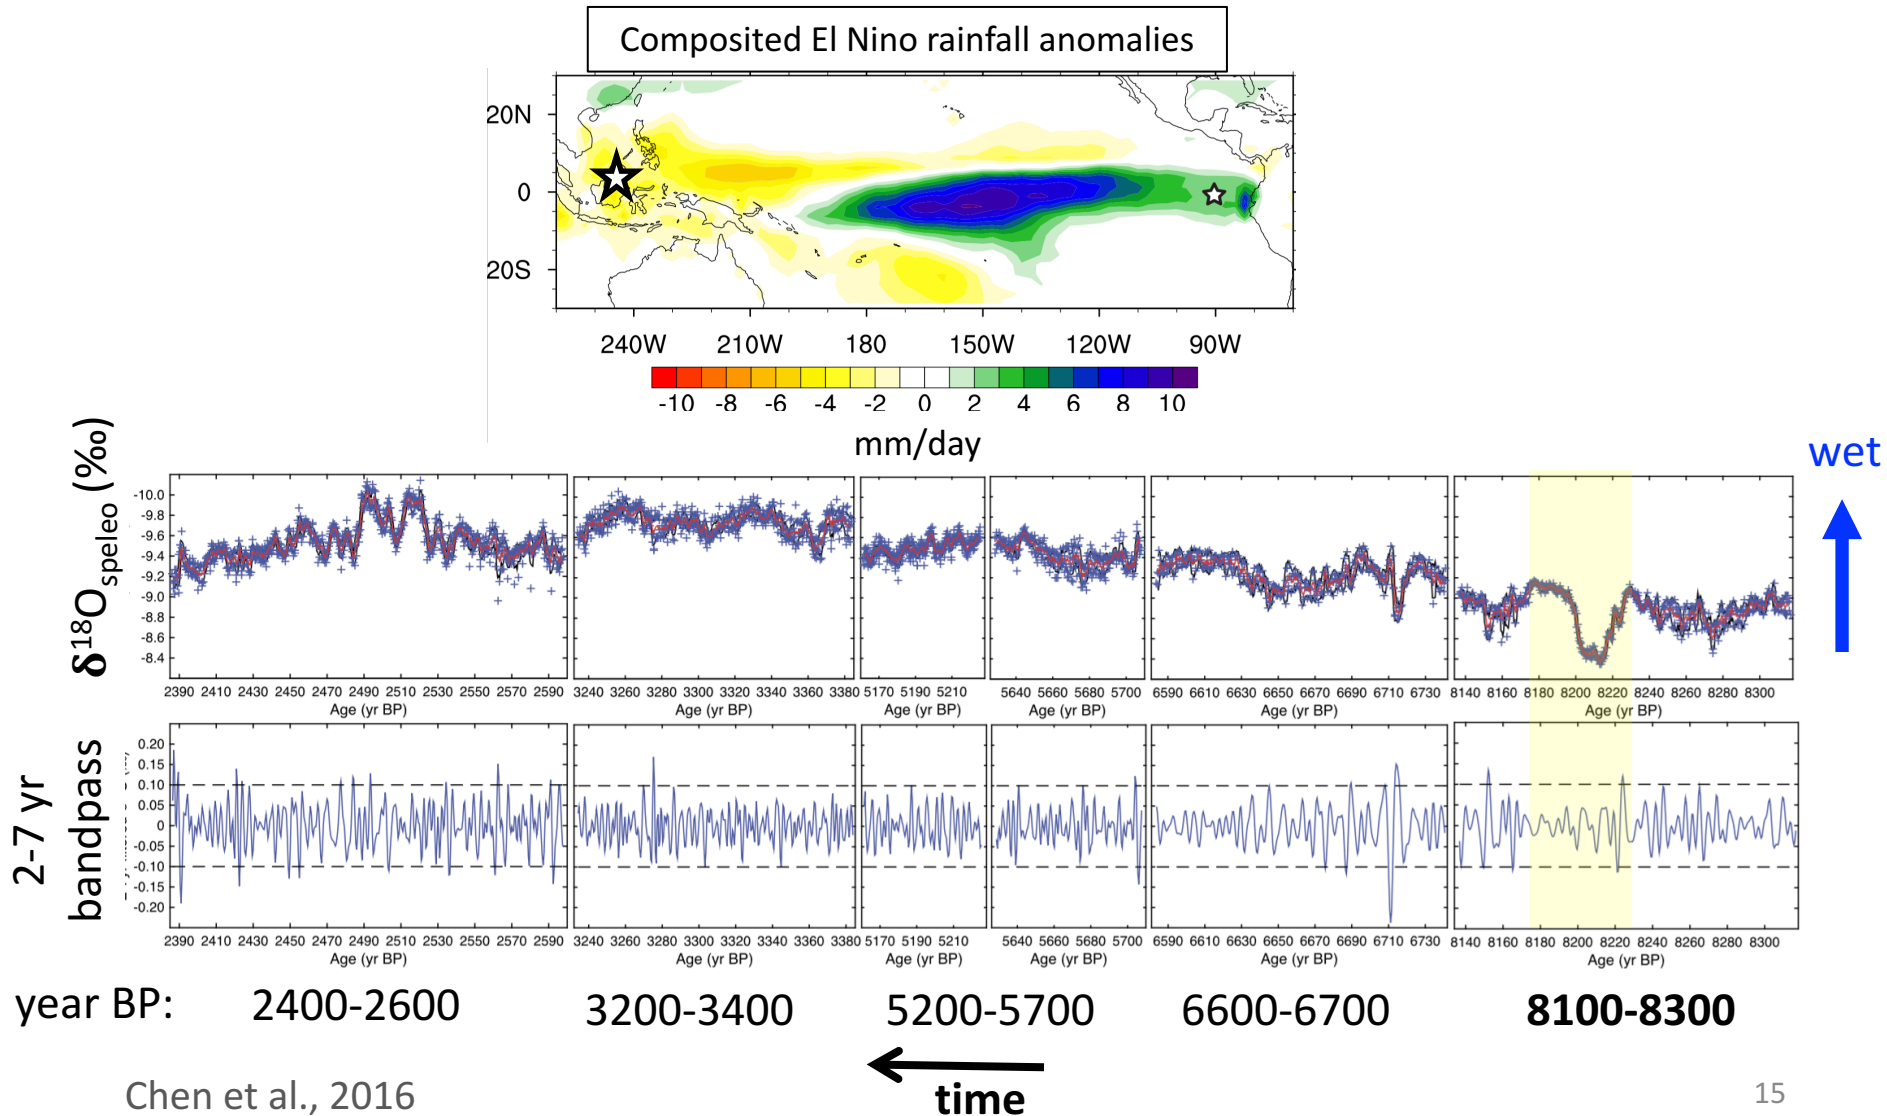 Composited El Nino rainfall anomalies
20N
0
20S
240W 210W 180 150W 120W 90W
-10 -8 -6 -4 -2 0 2 4 6 8 10
mm/day
wet
δ18Ospeleo (‰)
-10.0
-9.8
-9.6
-9.4
-9.2
-9.0
-8.8
-8.6
-8.4
2390 2410 2430 2450 2470 2490 2510 2530 2550 2570 2590
3240 3260 3280 3300 3320 3340 3360 3380
5170 5190 5210
5640 5660 5680 5700
6590 6610 6630 6650 6670 6690 6710 6730
8140 8160 8180 8200 8220 8240 8260 8280 8300
Age (yr BP) Age (yr BP) Age (yr BP) Age (yr BP) Age (yr BP) Age (yr BP)
2-7 yr
bandpass
0.20
0.15
0.10
0.05
0
-0.05
-0.10
-0.15
-0.20
2390 2410 2430 2450 2470 2490 2510 2530 2550 2570 2590
3240 3260 3280 3300 3320 3340 3360 3380
5170 5190 5210
5640 5660 5680 5700
6590 6610 6630 6650 6670 6690 6710 6730
8140 8160 8180 8200 8220 8240 8260 8280 8300
Age (yr BP) Age (yr BP) Age (yr BP) Age (yr BP) Age (yr BP) Age (yr BP)
year BP: 2400-2600 3200-3400 5200-5700 6600-6700 8100-8300
time
Chen et al., 2016
15